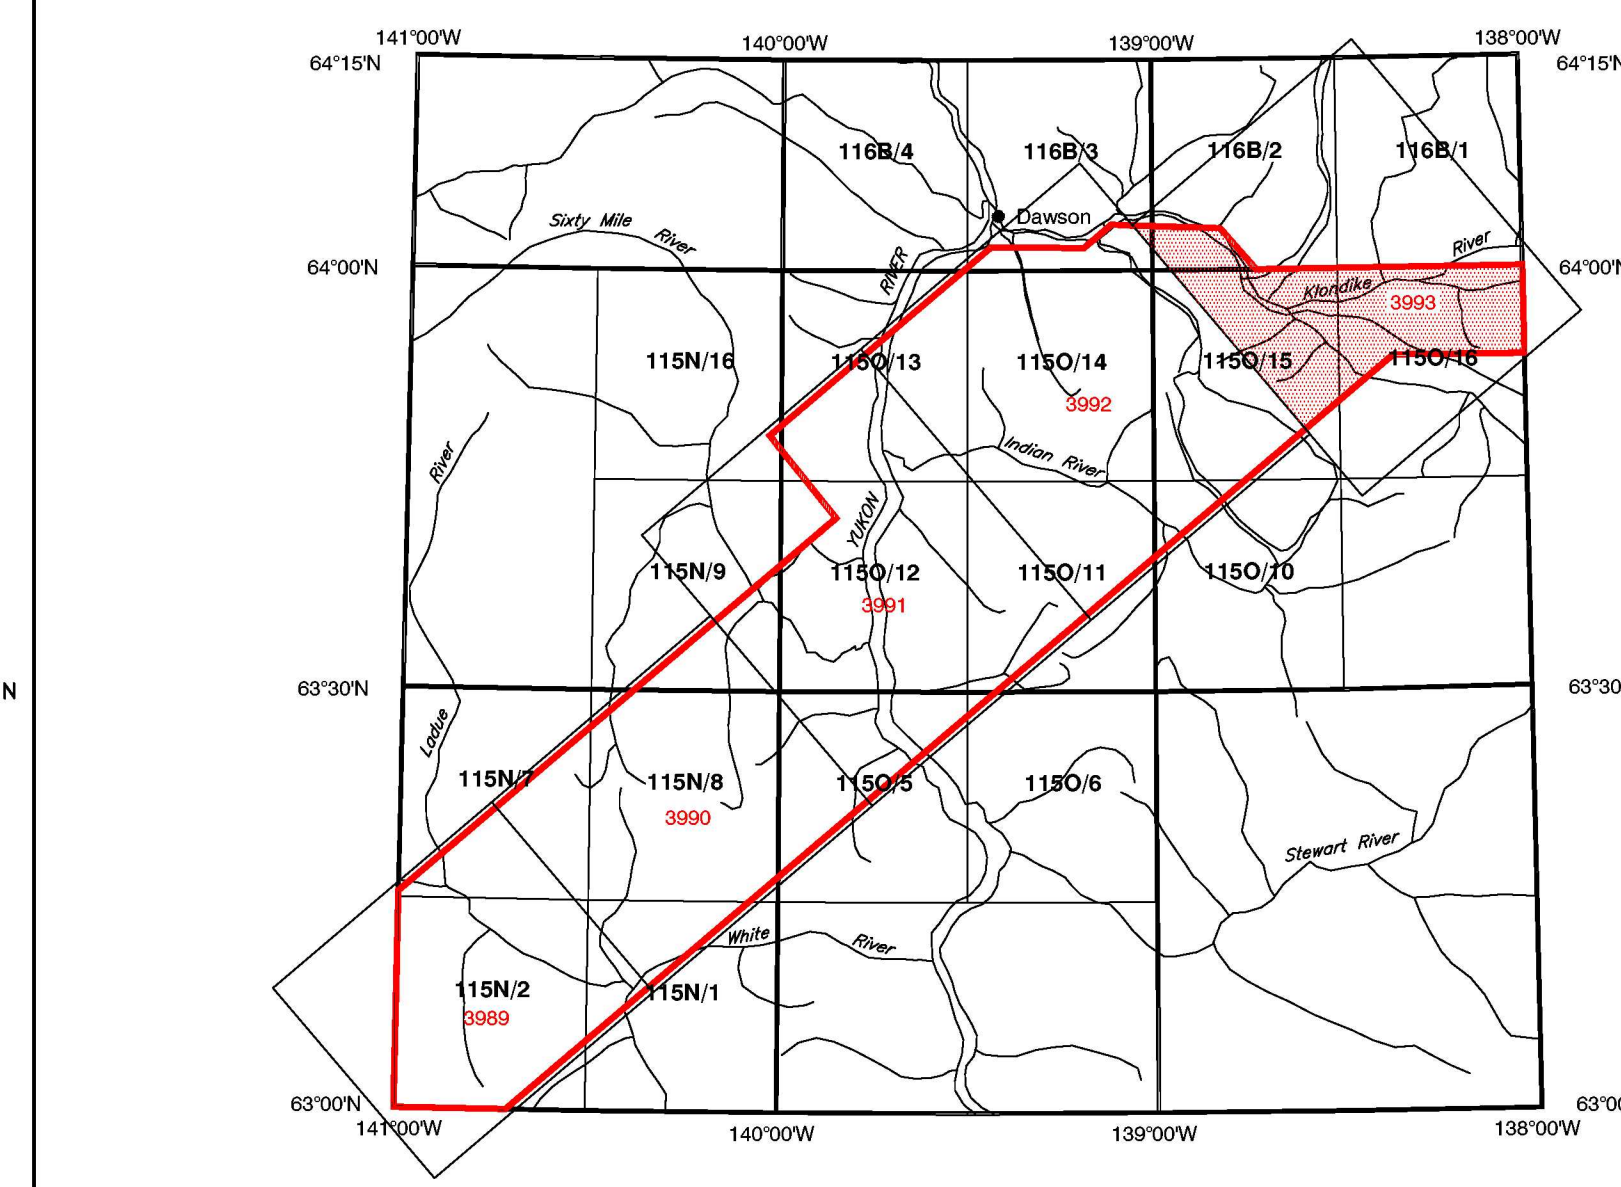 141°00'W
140°00'W
139°00'W
138°00'W
64°15'N
64°15'N
116B/4
116B/3
116B/2
116B/1
Sixty Mile River
Dawson
RIVER
River
64°00'N
64°00'N
Klondike
3993
115N/16
115O/13
115O/14
115O/15
115O/16
3992
River
Indian River
YUKON
115N/9
115O/12
115O/11
115O/10
3991
N
63°30'N
63°30
Ladue
115N/7
115N/8
115O/5
115O/6
3990
Stewart River
White River
115N/2
115N/1
3989
63°00'N
63°00
141°00'W
140°00'W
139°00'W
138°00'W